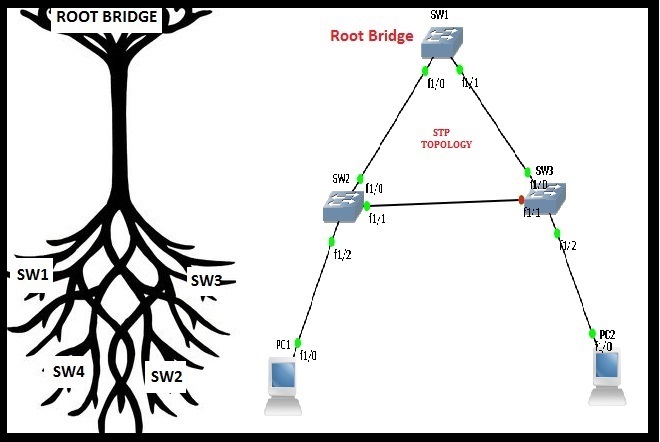 ROOT BRIDGE
SW1
SW3
SW4
SW2
SW1
Root Bridge
f1/0
f1/1
STP
TOPOLOGY
SW2
f1/0
f1/1
f1/2
SW3
f1/0
f1/1
f1/2
PC1
f1/0
PC2
f1/0